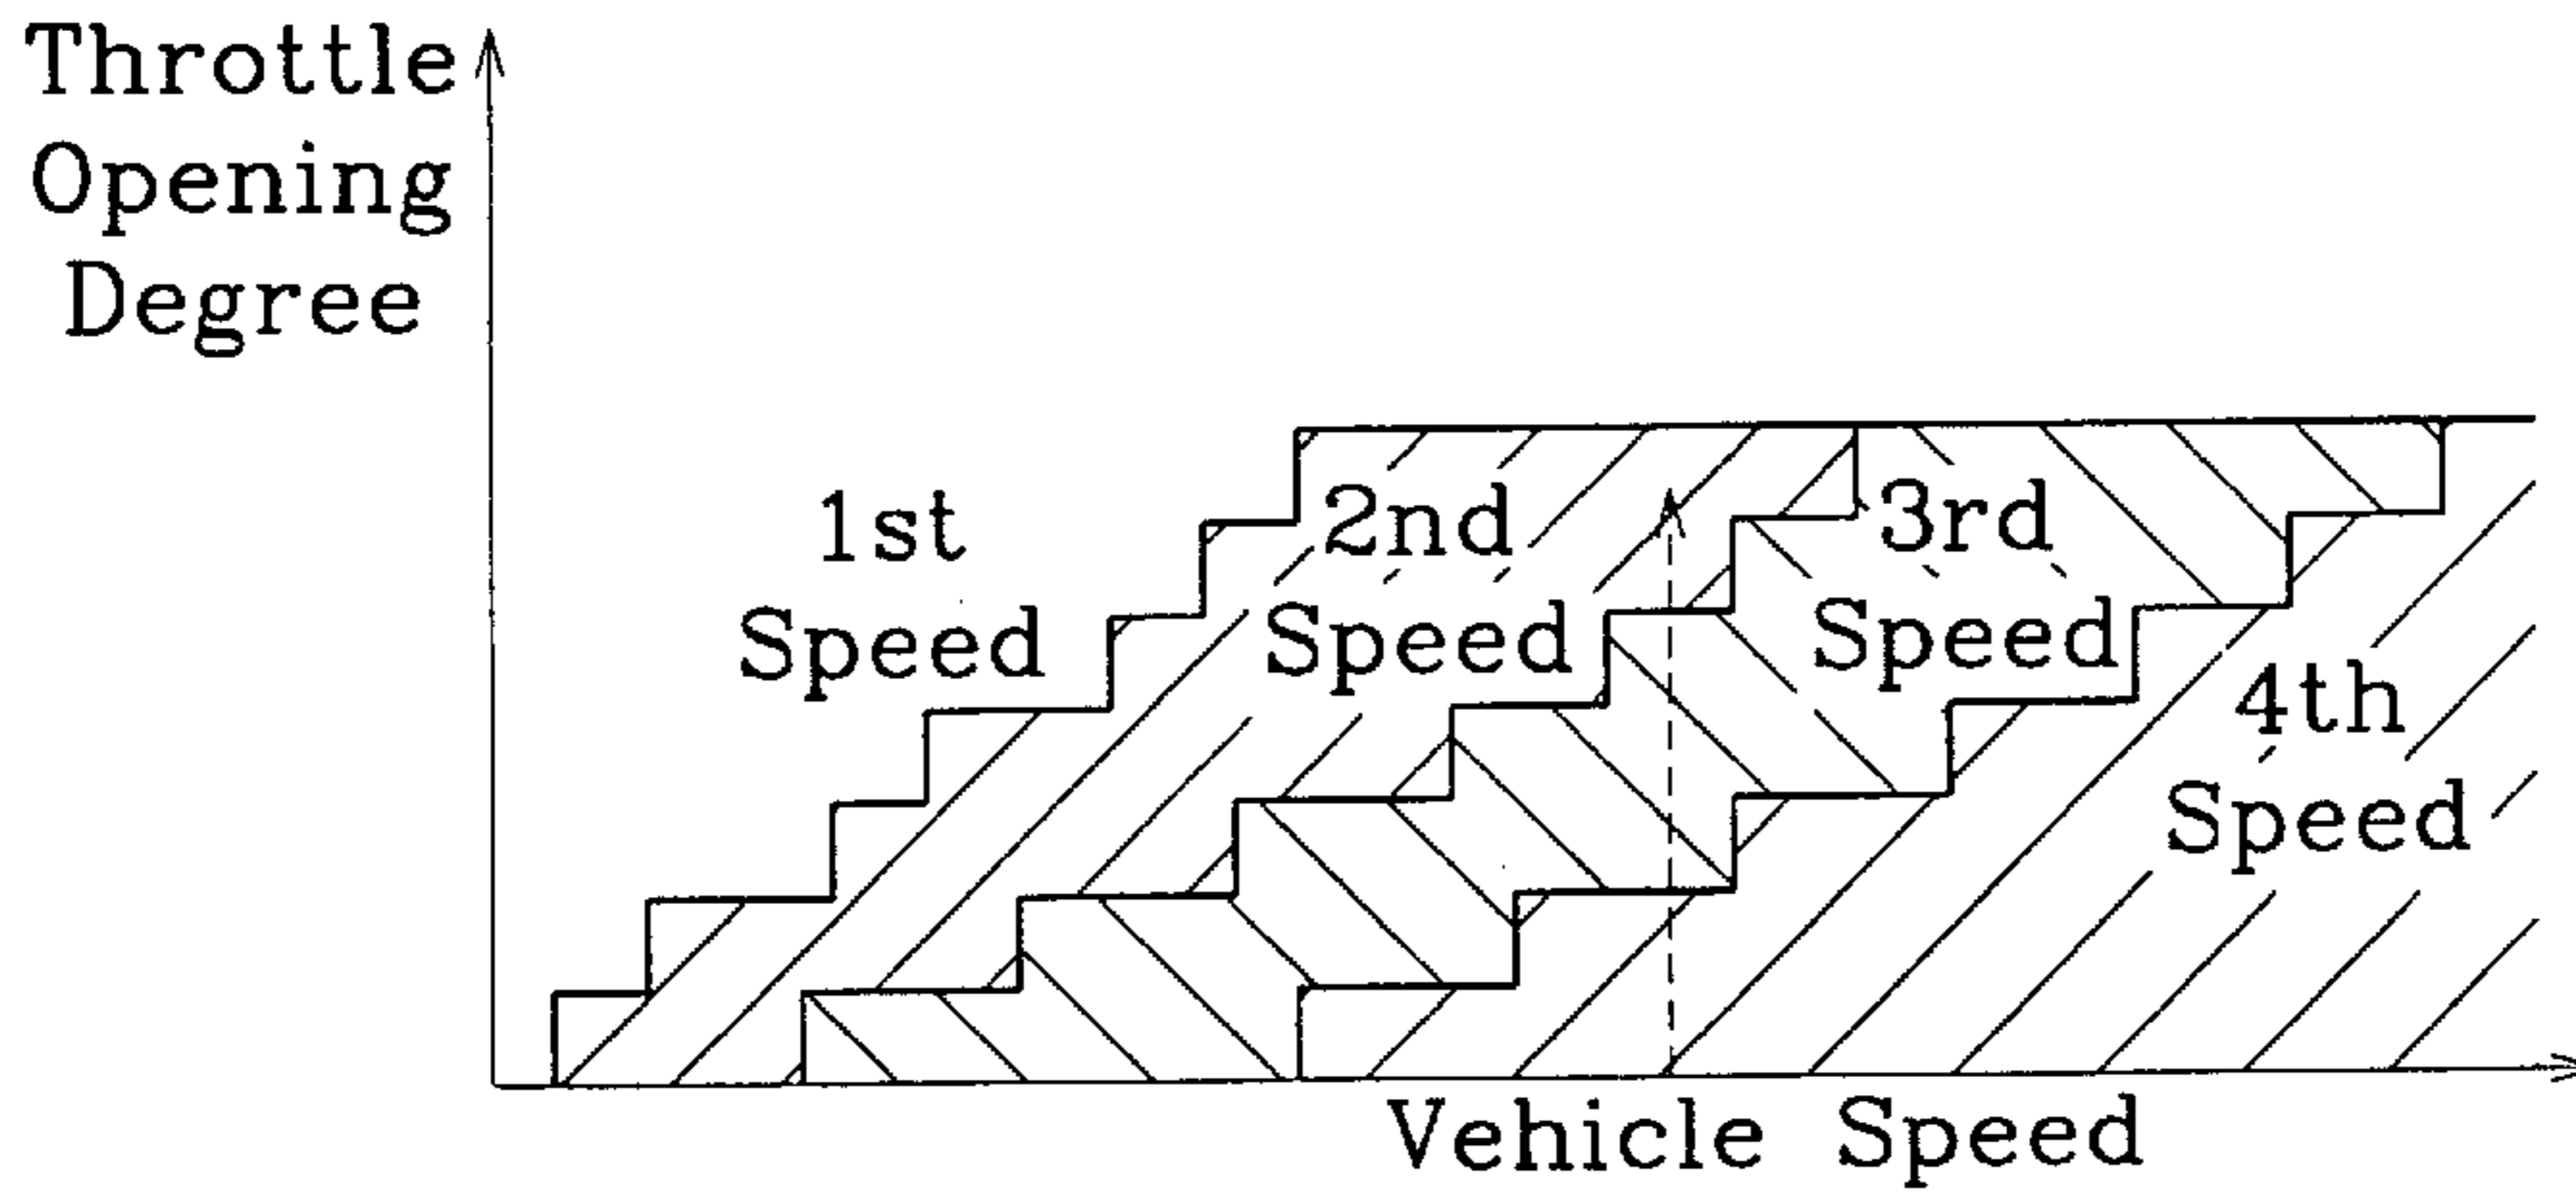 Throttle
Opening
Degree
1st
Speed
2nd
Speed
3rd
Speed
4th
Speed
Vehicle Speed